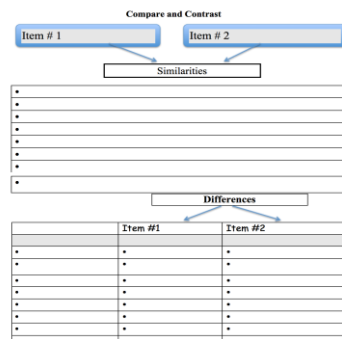 Compare and Contrast
Item # 1 Item # 2
Similarities
•
•
•
•
•
•
•
•
Differences
Item #1 Item #2
• • •
• • •
• • •
• • •
• • •
• • •
• • •